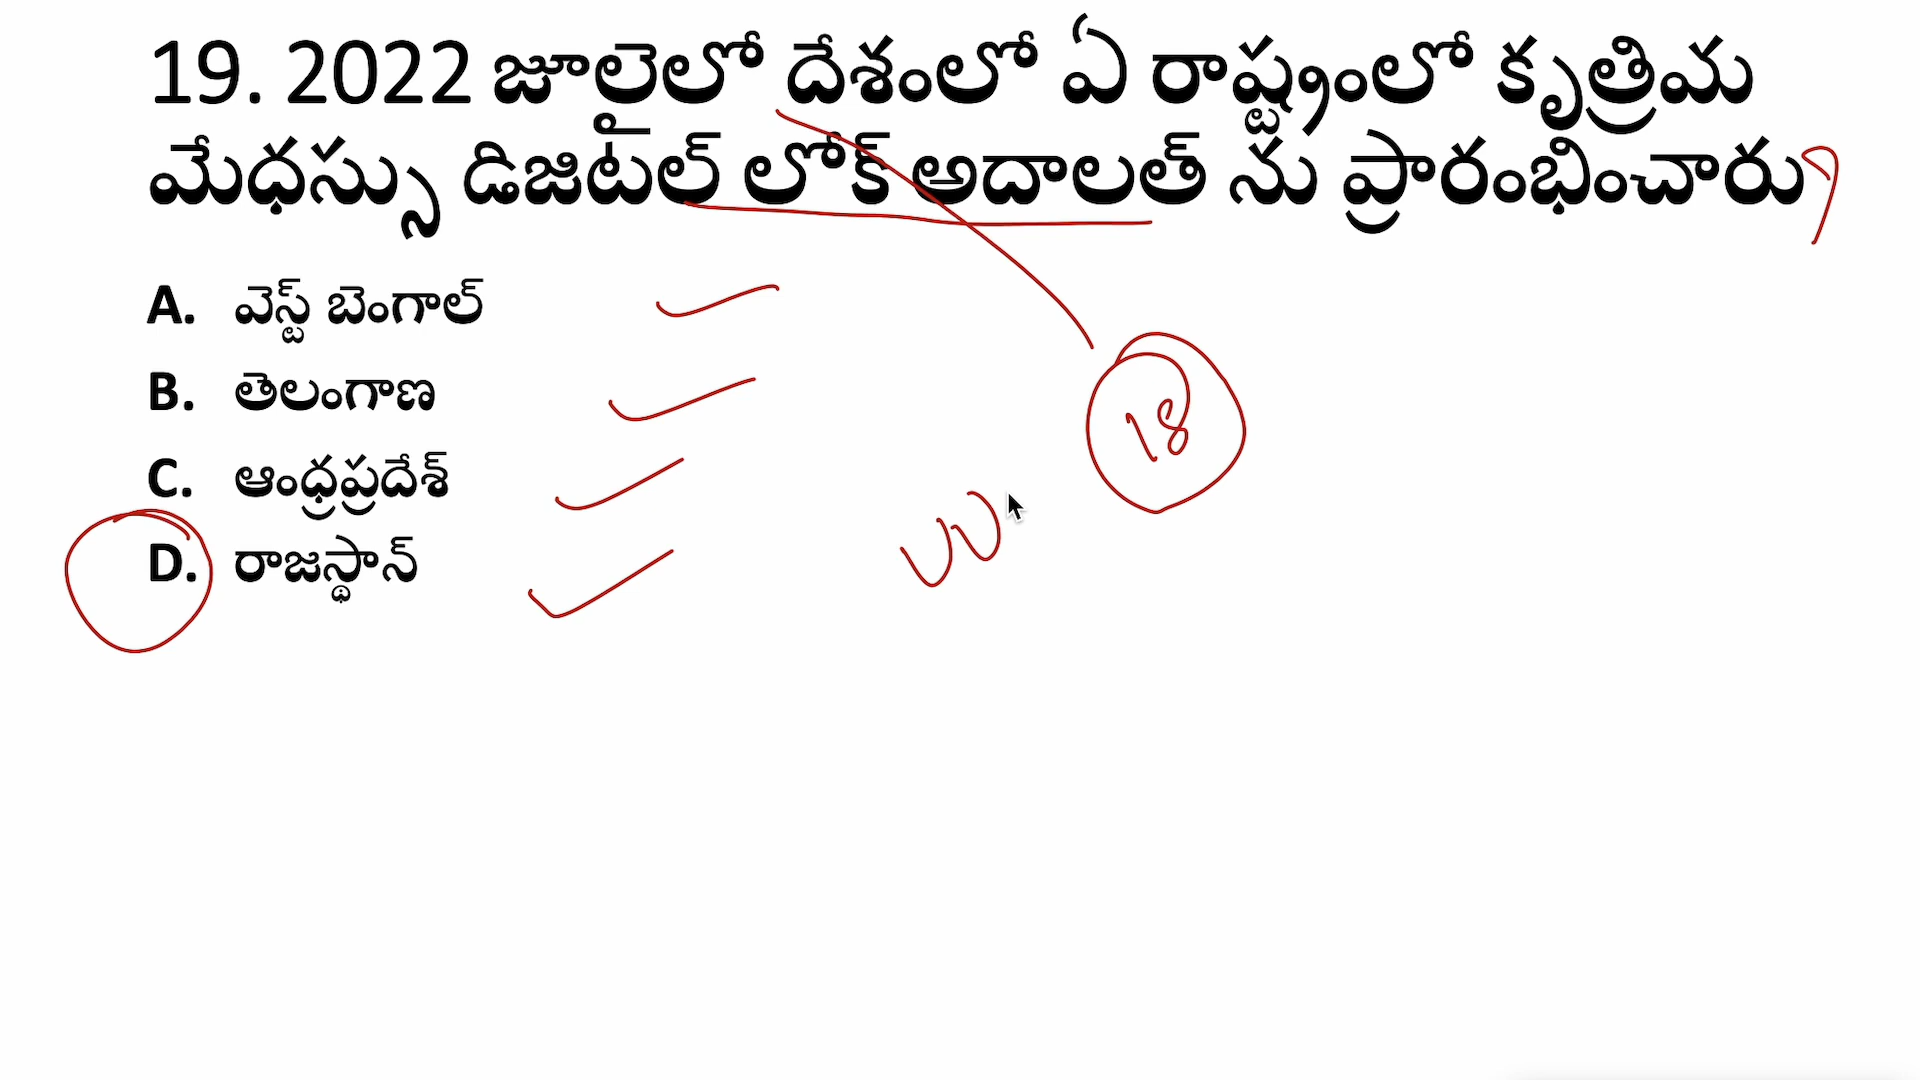 19. 2022 జూలైలో దేశంలో ఏ రాష్ట్రంలో కృత్రిమ
మేధస్సు డిజిటల్ లోక్ అదాలత్ ను ప్రారంభించారు?
A. వెస్ట్ బెంగాల్
B. తెలంగాణ
C. ఆంధ్రప్రదేశ్
D. రాజస్థాన్
18